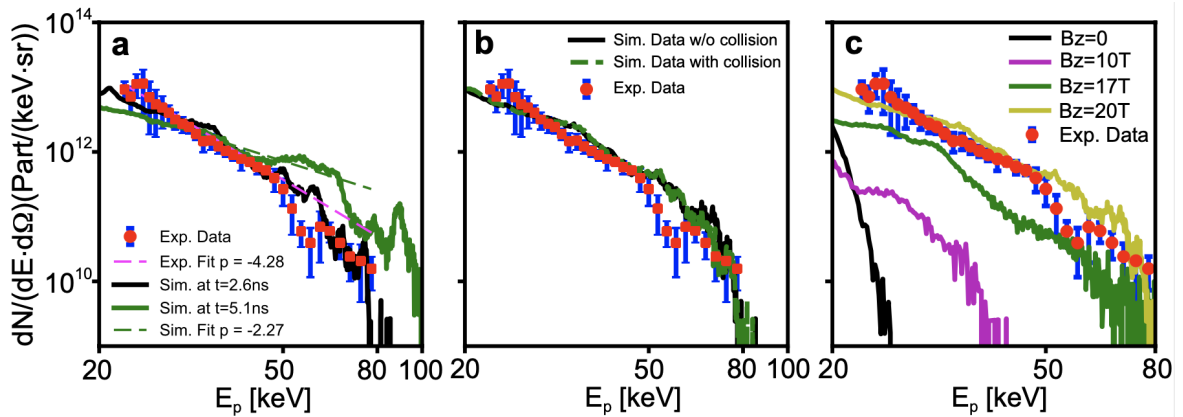 dN/(dE·dΩ)(Part/(keV·sr))
10^14
10^12
10^10
a
Exp. Data
Exp. Fit p = -4.28
Sim. at t=2.6ns
Sim. at t=5.1ns
Sim. Fit p = -2.27
20
50
80
100
E_p [keV]
b
Sim. Data w/o collision
Sim. Data with collision
Exp. Data
20
50
80
100
E_p [keV]
c
Bz=0
Bz=10T
Bz=17T
Bz=20T
Exp. Data
20
50
80
E_p [keV]